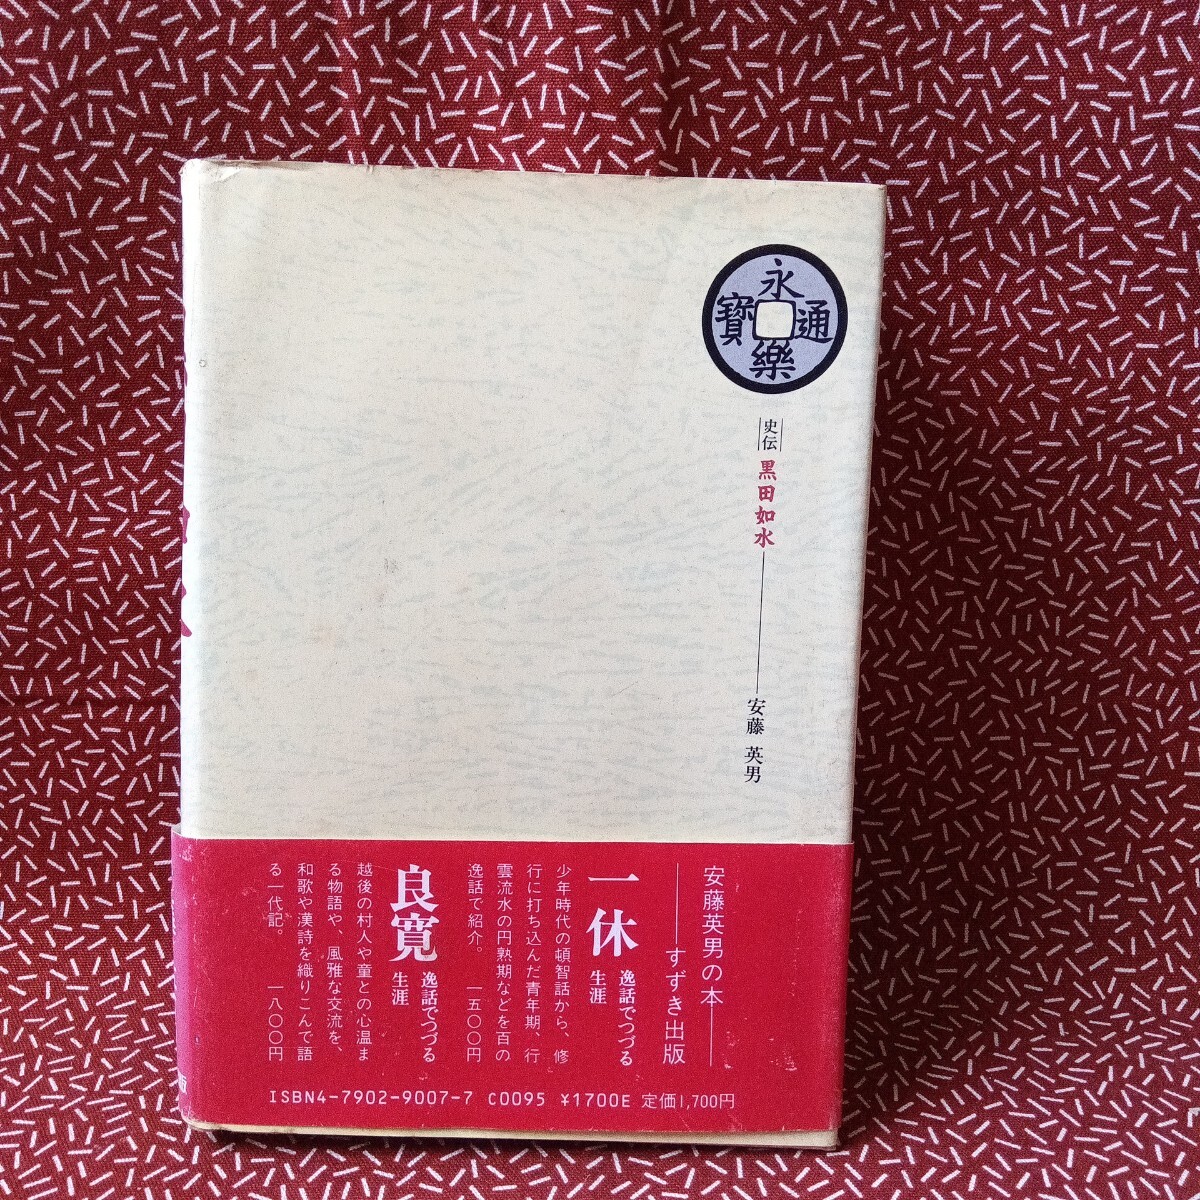 永樂通寳
史伝
黒田如水
安藤英男
安藤英男の本
すずき出版
一休
逸話でつづる
生涯
少年時代の頓智話から、修
行に打ち込んだ青年期、行
雲流水の円熟期などを百の
逸話で紹介。 一五〇〇円
良寛
逸話でつづる
生涯
越後の村人や童との心温ま
る物語や、風雅な交流を、
和歌や漢詩を織りこんで語
る一代記。 一八〇〇円
ISBN4-7902-9007-7 C0095 ¥1700E 定価1,700円